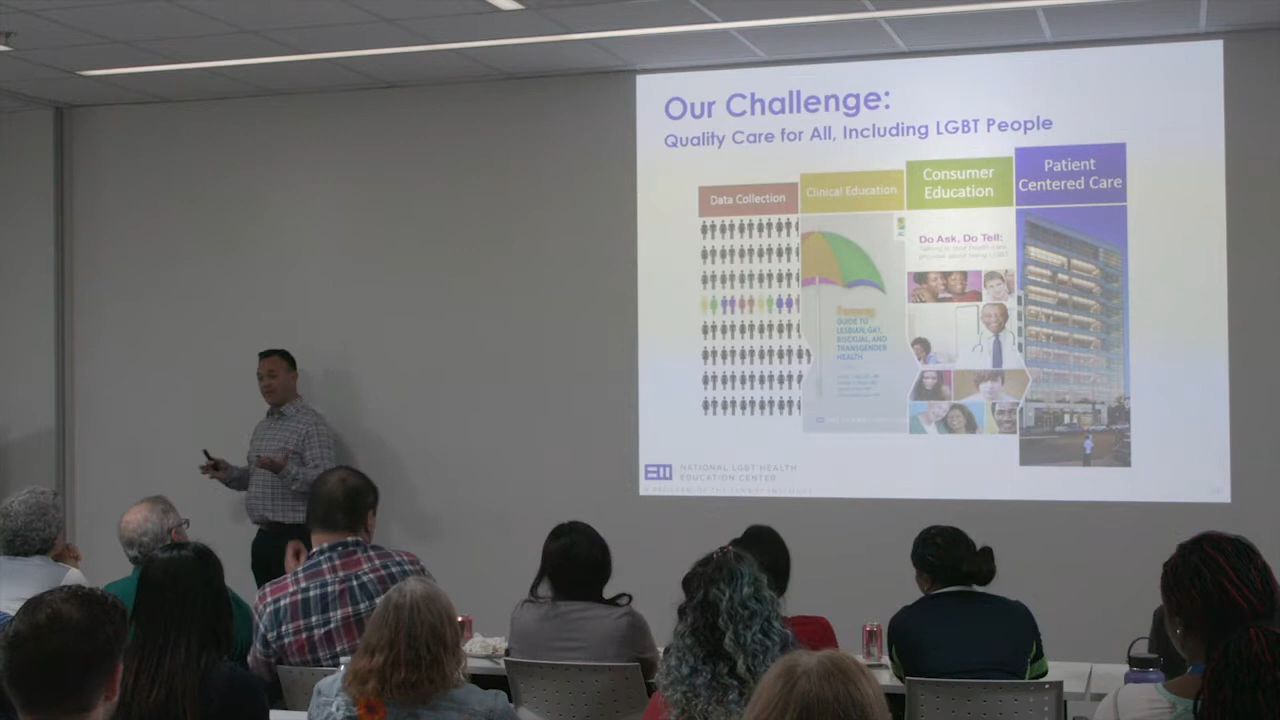 Our Challenge:
Quality Care for All, Including LGBT People
Data Collection
Clinical Education
Consumer
Education
Patient
Centered Care
Do Ask, Do Tell:
GUIDE TO
LESBIAN, GAY,
BISEXUAL, AND
TRANSGENDER
HEALTH
NATIONAL LGBT HEALTH
EDUCATION CENTER